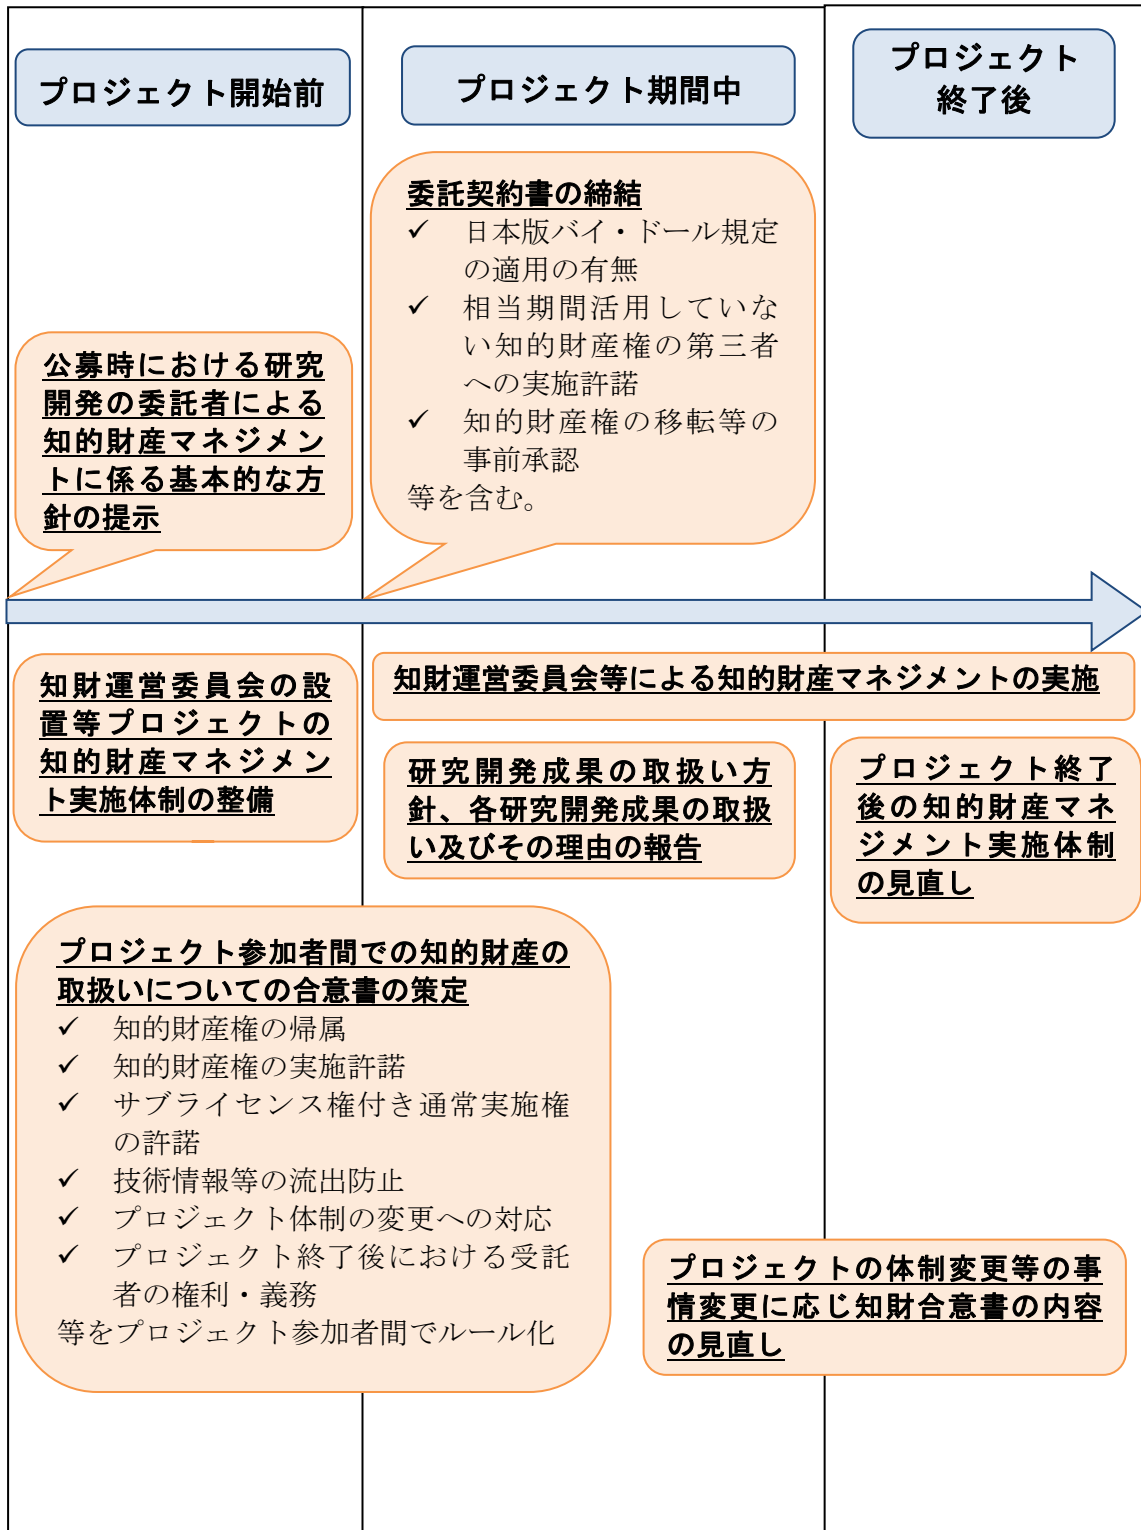 プロジェクト開始前
プロジェクト期間中
プロジェクト
終了後
委託契約書の締結
✓ 日本版バイ・ドール規定
の適用の有無
✓ 相当期間活用していな
い知的財産権の第三者
への実施許諾
✓ 知的財産権の移転等の
事前承認
等を含む。
公募時における研究
開発の委託者による
知的財産マネジメン
トに係る基本的な方
針の提示
知財運営委員会の設
置等プロジェクトの
知的財産マネジメン
ト実施体制の整備
知財運営委員会等による知的財産マネジメントの実施
研究開発成果の取扱い方
針、各研究開発成果の取扱
い及びその理由の報告
プロジェクト終了
後の知的財産マネ
ジメント実施体制
の見直し
プロジェクト参加者間での知的財産の
取扱いについての合意書の策定
✓ 知的財産権の帰属
✓ 知的財産権の実施許諾
✓ サブライセンス権付き通常実施権
の許諾
✓ 技術情報等の流出防止
✓ プロジェクト体制の変更への対応
✓ プロジェクト終了後における受託
者の権利・義務
等をプロジェクト参加者間でルール化
プロジェクトの体制変更等の事
情変更に応じ知財合意書の内容
の見直し